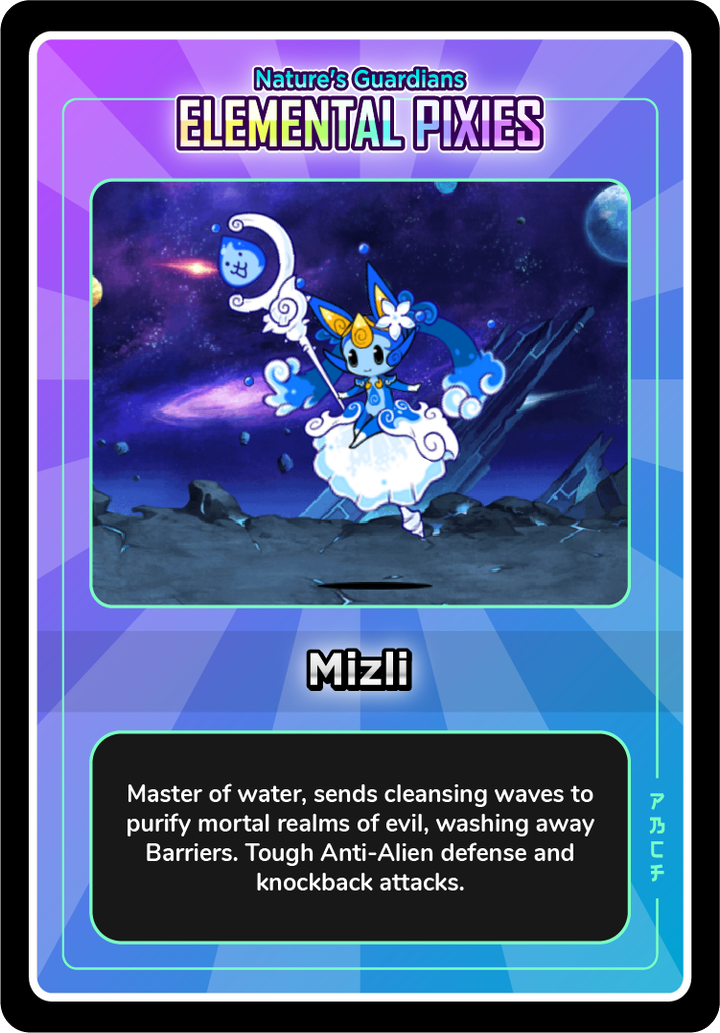 Nature's Guardians
ELEMENTAL PIXIES
Mizli
Master of water, sends cleansing waves to
purify mortal realms of evil, washing away
Barriers. Tough Anti-Alien defense and
knockback attacks.